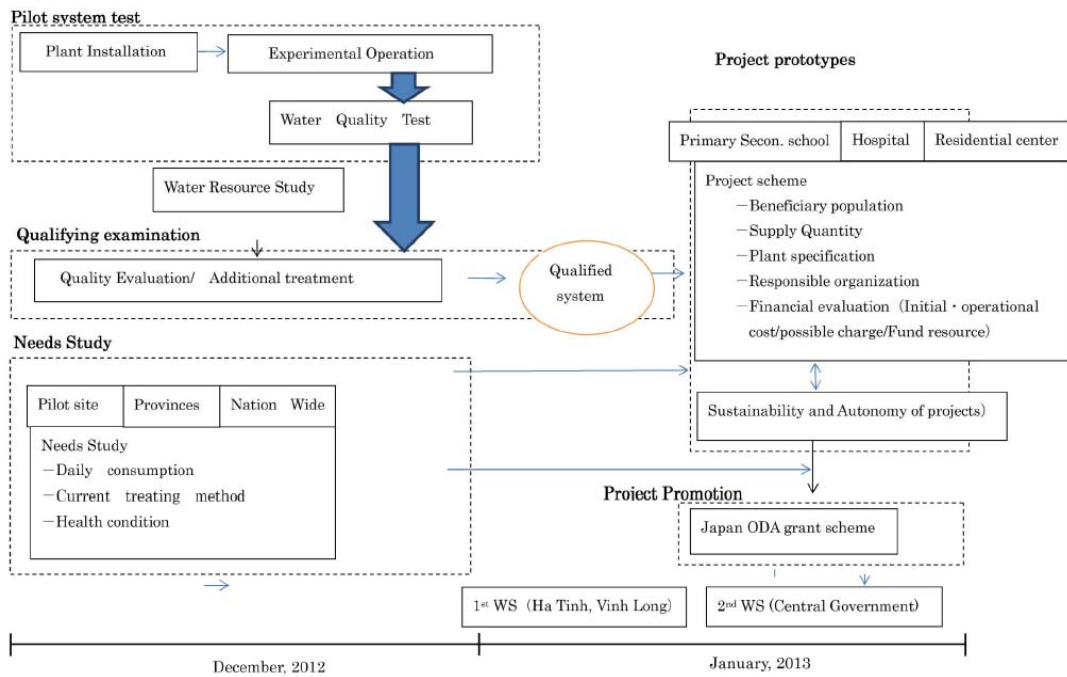 Pilot system test
Plant Installation
Experimental Operation
Water Quality Test
Water Resource Study
Qualifying examination
Quality Evaluation/ Additional treatment
Qualified
system
Needs Study
Pilot site
Provinces
Nation Wide
Needs Study
－Daily consumption
－Current treating method
－Health condition
Project prototypes
Primary Secon. school
Hospital
Residential center
Project scheme
－Beneficiary population
－Supply Quantity
－Plant specification
－Responsible organization
－Financial evaluation（Initial・operational
cost/possible charge/Fund resource）
Sustainability and Autonomy of projects）
Project Promotion
Japan ODA grant scheme
1st WS（Ha Tinh, Vinh Long）
2nd WS (Central Government)
December, 2012
January, 2013